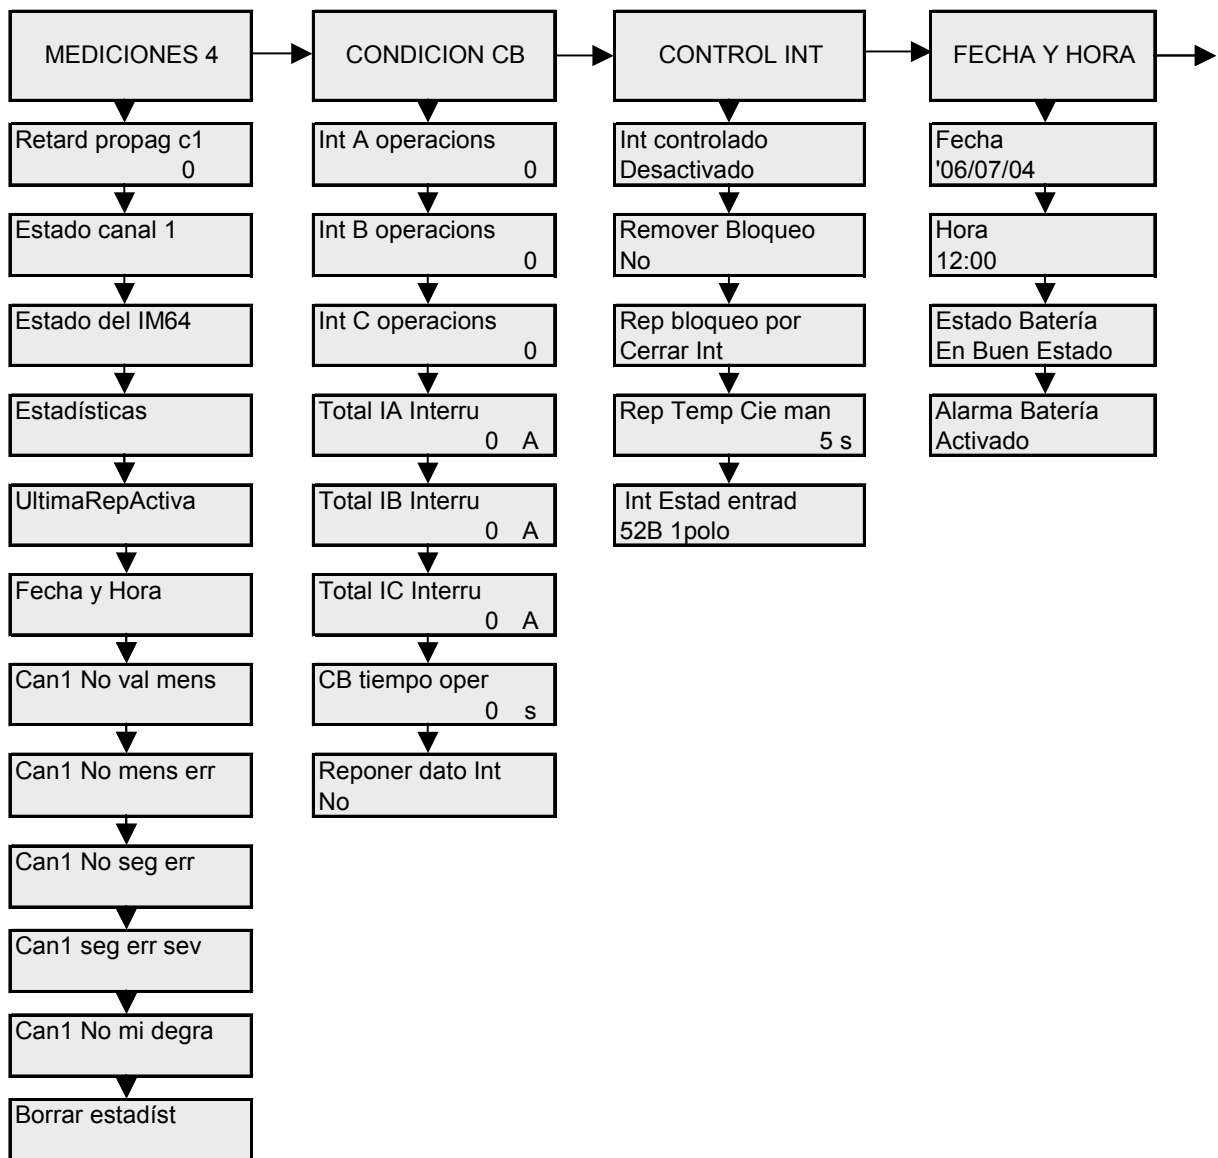 MEDICIONES 4
Retard propag c1
0
Estado canal 1
Estado del IM64
Estadísticas
UltimaRepActiva
Fecha y Hora
Can1 No val mens
Can1 No mens err
Can1 No seg err
Can1 seg err sev
Can1 No mi degra
Borrar estadíst
CONDICION CB
Int A operacions
0
Int B operacions
0
Int C operacions
0
Total IA Interru
0 A
Total IB Interru
0 A
Total IC Interru
0 A
CB tiempo oper
0 s
Reponer dato Int
No
CONTROL INT
Int controlado
Desactivado
Remover Bloqueo
No
Rep bloqueo por
Cerrar Int
Rep Temp Cie man
5 s
Int Estad entrad
52B 1polo
FECHA Y HORA
Fecha
'06/07/04
Hora
12:00
Estado Batería
En Buen Estado
Alarma Batería
Activado